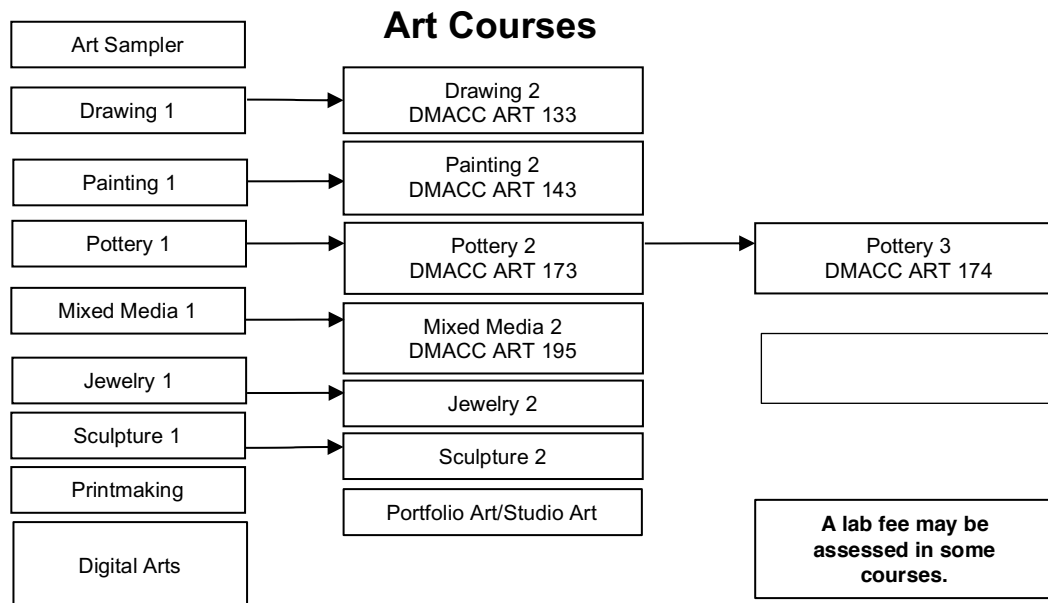 Art Courses
Art Sampler
Drawing 1
Drawing 2
DMACC ART 133
Painting 1
Painting 2
DMACC ART 143
Pottery 1
Pottery 2
DMACC ART 173
Pottery 3
DMACC ART 174
Mixed Media 1
Mixed Media 2
DMACC ART 195
Jewelry 1
Jewelry 2
Sculpture 1
Sculpture 2
Printmaking
Portfolio Art/Studio Art
Digital Arts
A lab fee may be
assessed in some
courses.